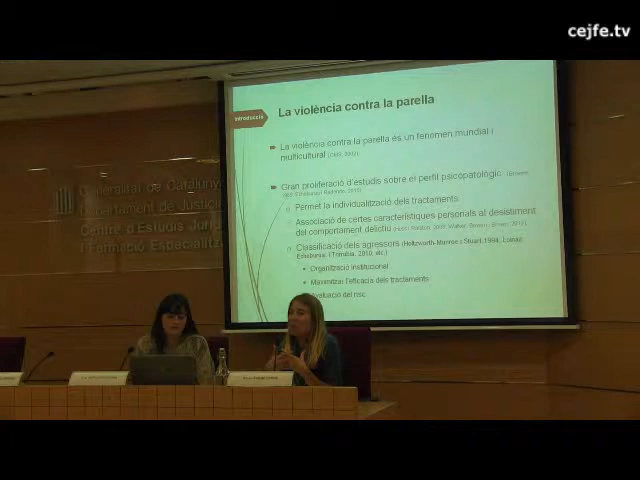 cejfe.tv
Introducció
La violència contra la parella
La violència contra la parella és un fenomen mundial i
multicultural (OMS, 2002).
Gran proliferació d'estudis sobre el perfil psicopatològic
Permet la individualització dels tractaments
Associació de certes característiques personals al desistiment
del comportament delictiu
Classificació dels agressors (Holtzworth-Munroe i Stuart, 1994; Loinaz,
Echeburúa i Torrubia, 2010, etc.)
Organització institucional
Maximitzar l'eficacia dels tractaments
Avaluació del risc
Generalitat de Catalunya
Departament de Justícia
Centre d'Estudis Jurídics
i Formació Especialitzada